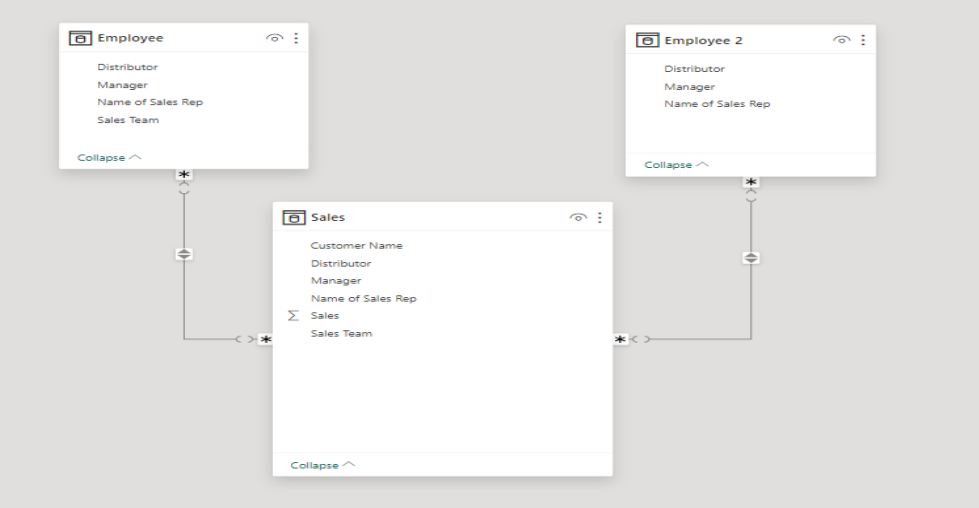 Employee
Distributor
Manager
Name of Sales Rep
Sales Team
Collapse
Employee 2
Distributor
Manager
Name of Sales Rep
Collapse
Sales
Customer Name
Distributor
Manager
Name of Sales Rep
Σ Sales
Sales Team
Collapse